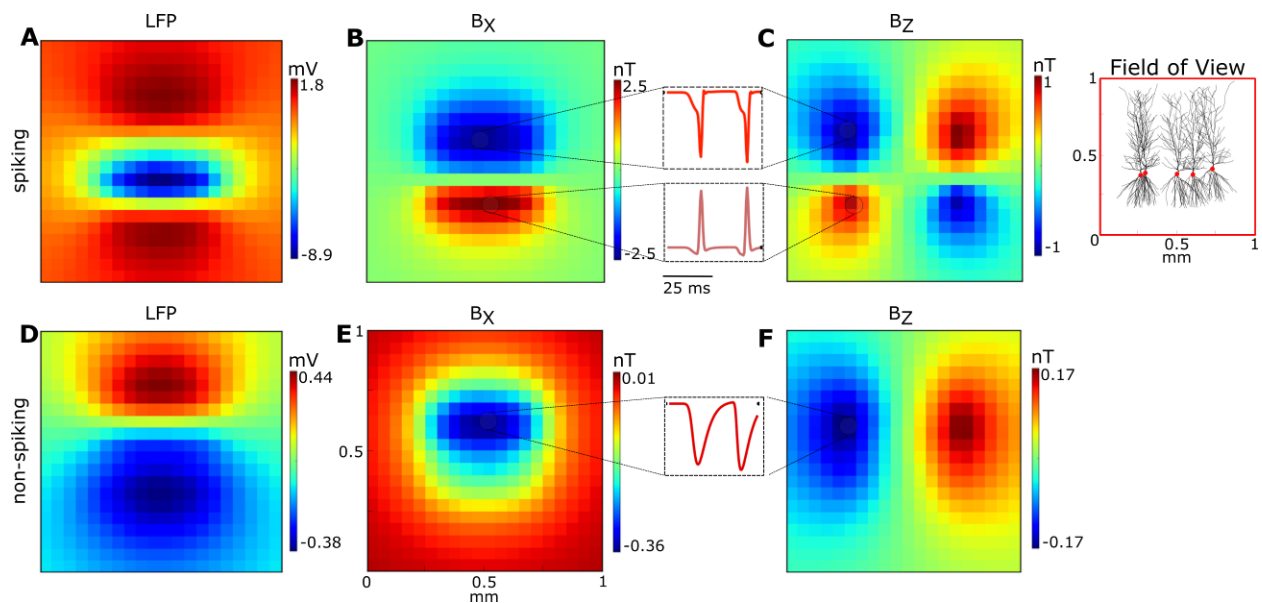 A
LFP
mV
1.8
-8.9
spiking
B
BX
nT
2.5
-2.5
25 ms
C
BZ
nT
1
-1
Field of View
1
0.5
0
0.5
1
mm
D
LFP
mV
0.44
-0.38
non-spiking
E
BX
1
0.5
0
0.5
1
mm
nT
0.01
-0.36
F
BZ
nT
0.17
-0.17